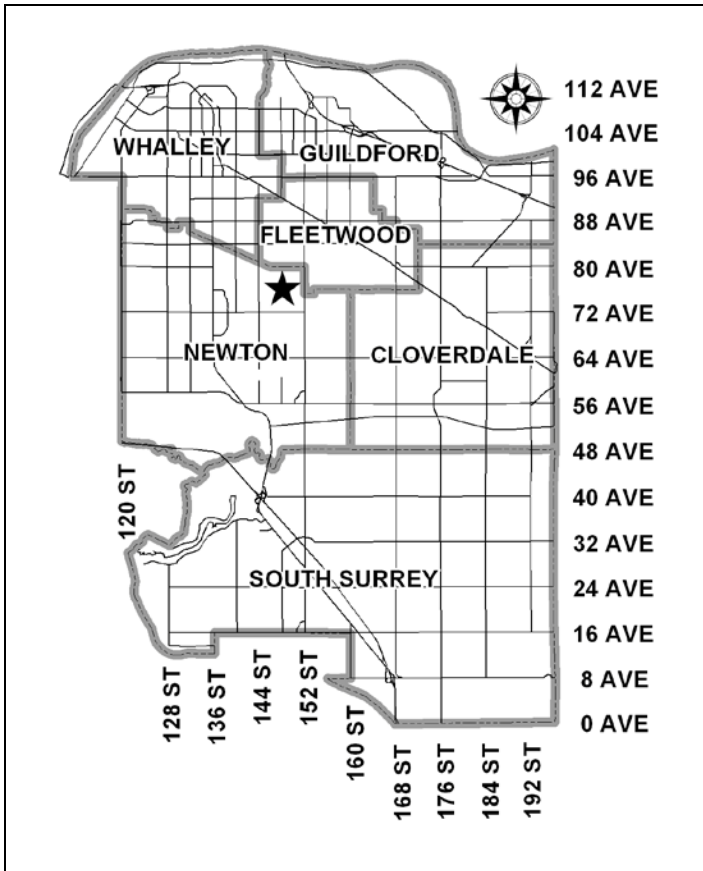 112 AVE
104 AVE
WHALLEY
GUILDFORD
96 AVE
88 AVE
FLEETWOOD
80 AVE
72 AVE
NEWTON
CLOVERDALE
64 AVE
56 AVE
48 AVE
120 ST
40 AVE
32 AVE
SOUTH SURREY
24 AVE
16 AVE
8 AVE
0 AVE
128 ST
136 ST
144 ST
152 ST
160 ST
168 ST
176 ST
184 ST
192 ST